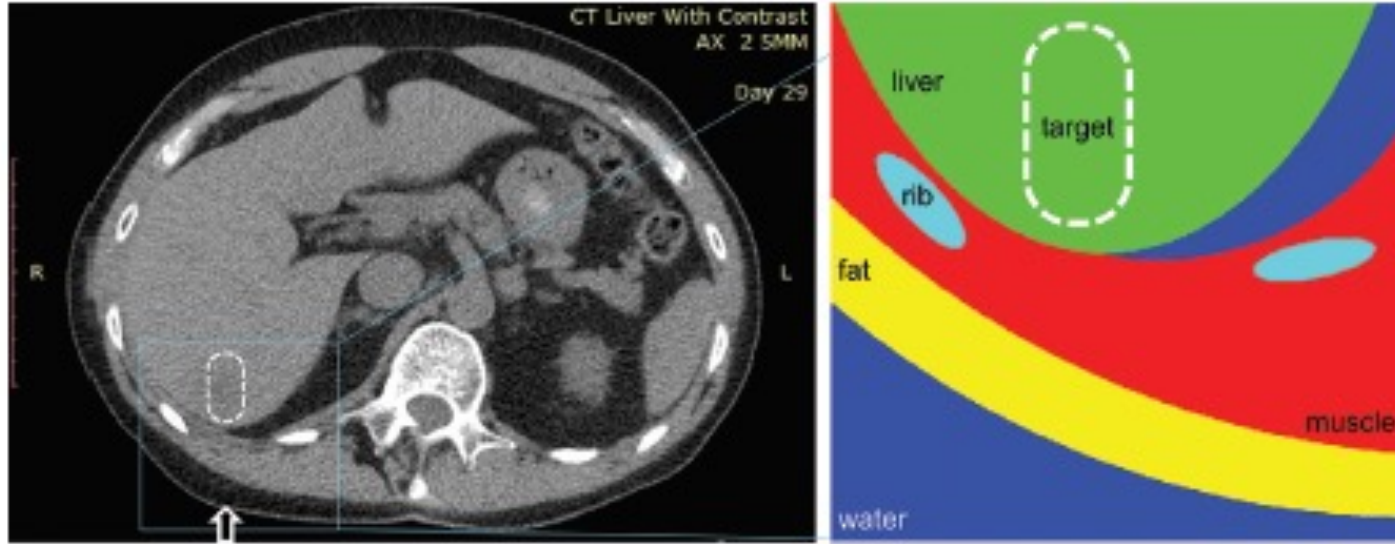 CT Liver With Contrast
AX 2.5MM
Day 29
R
L
liver
target
rib
fat
muscle
water